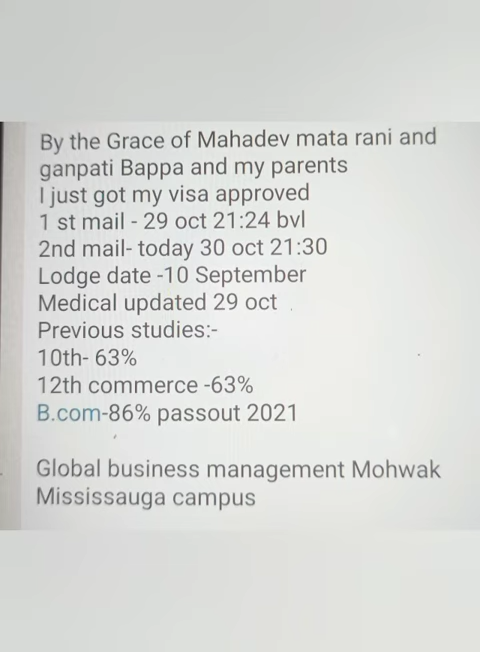 By the Grace of Mahadev mata rani and
ganpati Bappa and my parents
I just got my visa approved
1 st mail - 29 oct 21:24 bvl
2nd mail- today 30 oct 21:30
Lodge date -10 September
Medical updated 29 oct
Previous studies:-
10th- 63%
12th commerce -63%
B.com-86% passout 2021
Global business management Mohwak
Mississauga campus